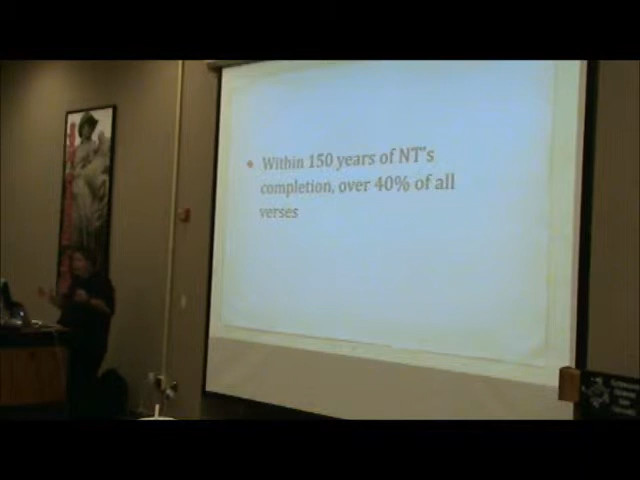 Within 150 years of NT's
completion, over 40% of all
verses